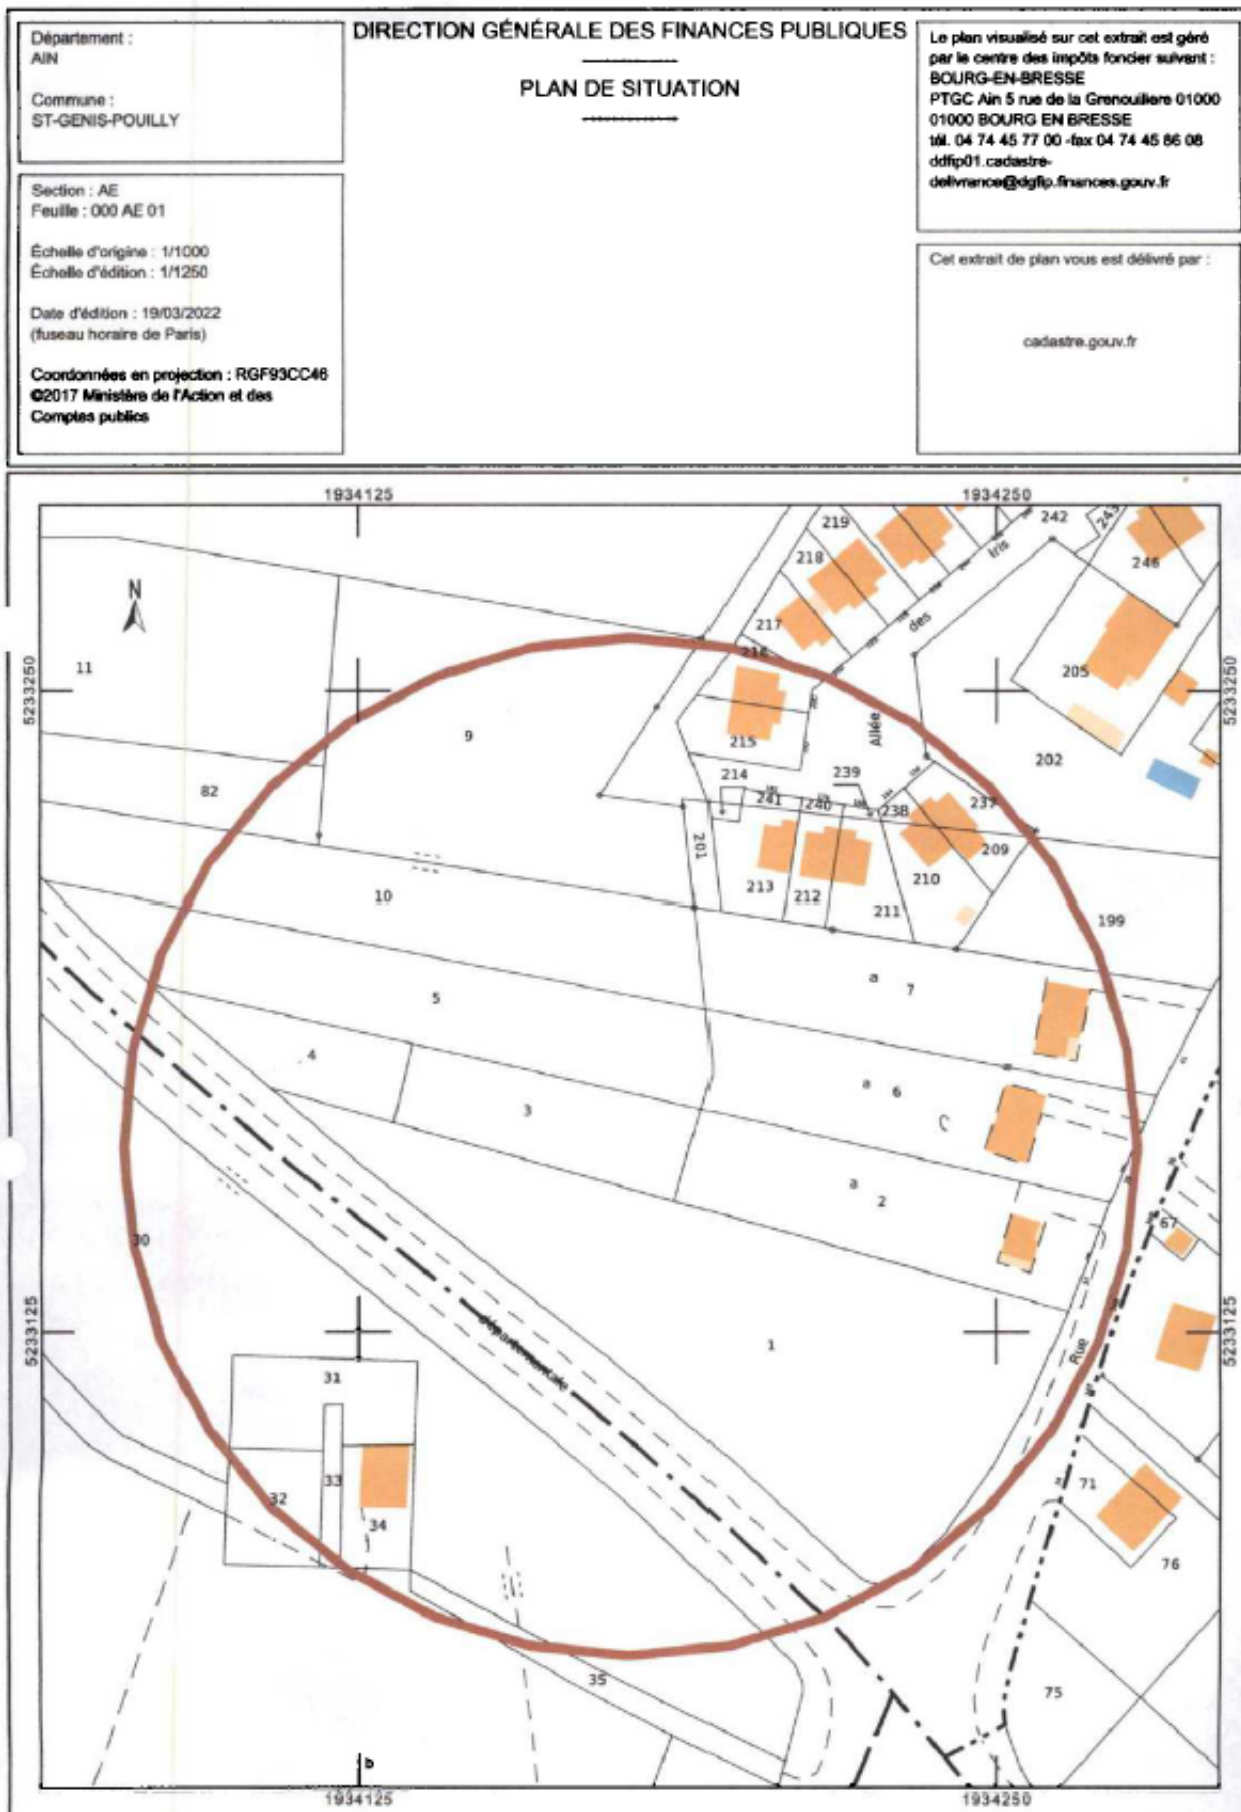 Département :
AIN
Commune :
ST-GENIS-POUILLY
Section : AE
Feuille : 000 AE 01
Échelle d'origine : 1/1000
Échelle d'édition : 1/1250
Date d'édition : 19/03/2022
(fuseau horaire de Paris)
Coordonnées en projection : RGF93CC46
©2017 Ministère de l'Action et des
Comptes publics
DIRECTION GÉNÉRALE DES FINANCES PUBLIQUES
PLAN DE SITUATION
Le plan visualisé sur cet extrait est géré
par le centre des impôts foncier suivant :
BOURG-EN-BRESSE
PTGC Ain 5 rue de la Grenouillere 01000
01000 BOURG EN BRESSE
tél. 04 74 45 77 00 -fax 04 74 45 86 08
ddfip01.cadastre-
delivrance@dgfip.finances.gouv.fr
Cet extrait de plan vous est délivré par :
cadastre.gouv.fr
1934125
1934250
219
242
243
Iris
218
246
N
217
des
216
11
205
5233250
5233250
9
Allée
215
202
214
239
82
241
240
238
237
201
209
213
210
10
212
211
199
a 7
5
4
a 6
3
a 2
67
30
5233125
5233125
départementale
1
Rue
31
33
71
32
34
76
35
75
b
1934125
1934250